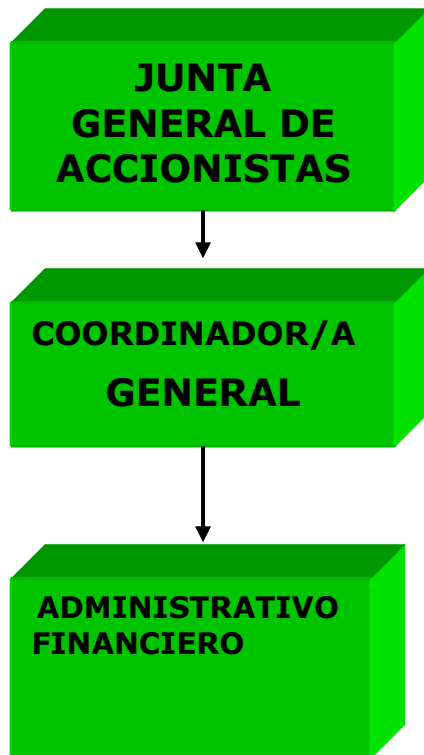 JUNTA
GENERAL DE
ACCIONISTAS
COORDINADOR/A
GENERAL
ADMINISTRATIVO
FINANCIERO